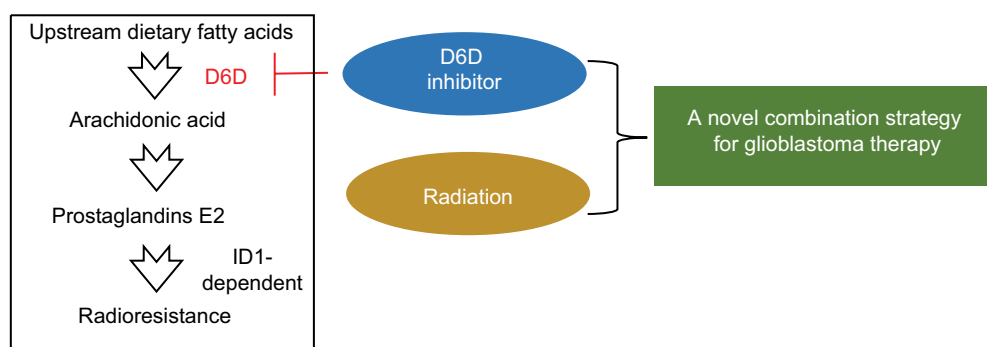 Upstream dietary fatty acids
D6D
Arachidonic acid
Prostaglandins E2
ID1-
dependent
Radioresistance
D6D
inhibitor
Radiation
A novel combination strategy
for glioblastoma therapy